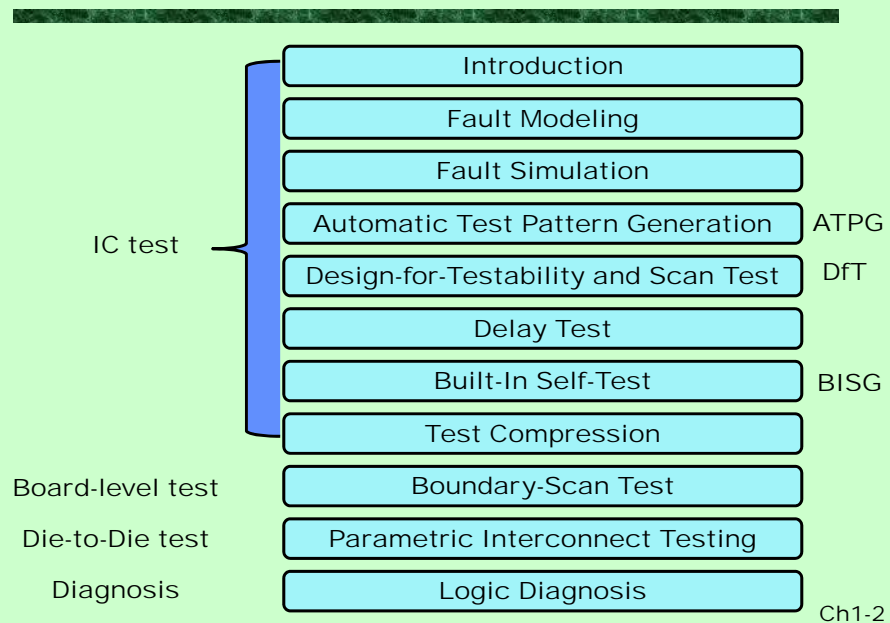 Introduction
Fault Modeling
Fault Simulation
Automatic Test Pattern Generation ATPG
IC test
Design-for-Testability and Scan Test DfT
Delay Test
Built-In Self-Test BISG
Test Compression
Board-level test Boundary-Scan Test
Die-to-Die test Parametric Interconnect Testing
Diagnosis Logic Diagnosis
Ch1-2